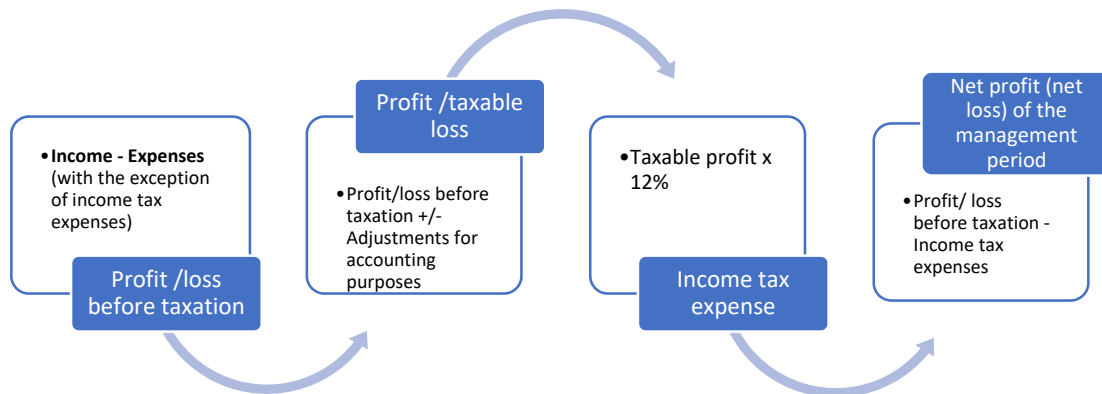 •Income - Expenses
(with the exception
of income tax
expenses)
Profit /loss
before taxation
Profit /taxable
loss
•Profit/loss before
taxation +/-
Adjustments for
accounting
purposes
•Taxable profit x
12%
Income tax
expense
Net profit (net
loss) of the
management
period
•Profit/ loss
before taxation -
Income tax
expenses